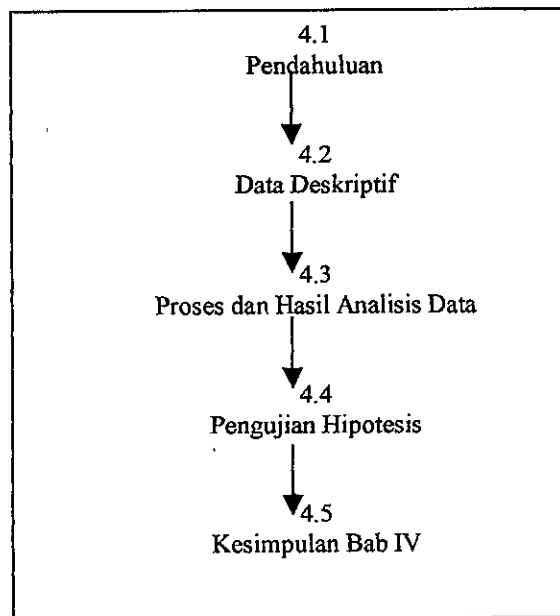 4.1
Pendahuluan
4.2
Data Deskriptif
4.3
Proses dan Hasil Analisis Data
4.4
Pengujian Hipotesis
4.5
Kesimpulan Bab IV